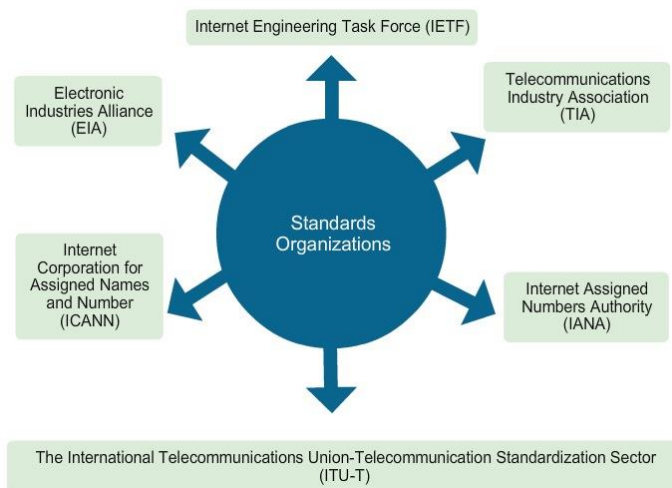 Internet Engineering Task Force (IETF)
Electronic
Industries Alliance
(EIA)
Telecommunications
Industry Association
(TIA)
Standards
Organizations
Internet
Corporation for
Assigned Names
and Number
(ICANN)
Internet Assigned
Numbers Authority
(IANA)
The International Telecommunications Union-Telecommunication Standardization Sector
(ITU-T)